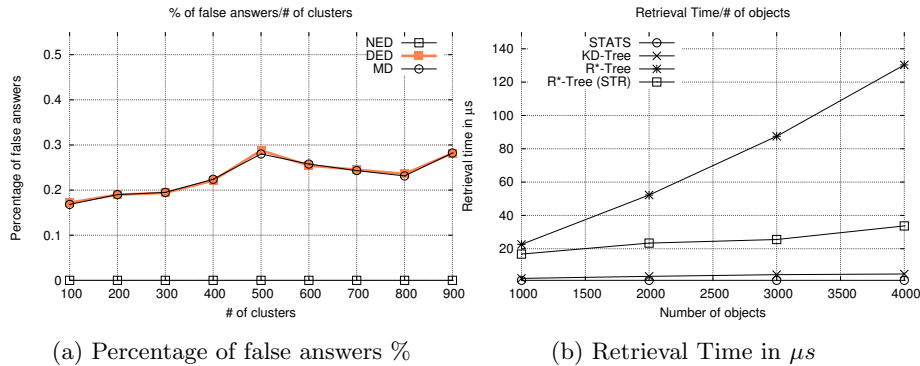 % of false answers/# of clusters
NED
DED
MD
Percentage of false answers
0.5
0.4
0.3
0.2
0.1
0
100 200 300 400 500 600 700 800 900
# of clusters
(a) Percentage of false answers %
Retrieval Time/# of objects
STATS
KD-Tree
R*-Tree
R*-Tree (STR)
Retrieval time in µs
140
120
100
80
60
40
20
1000 1500 2000 2500 3000 3500 4000
Number of objects
(b) Retrieval Time in µs